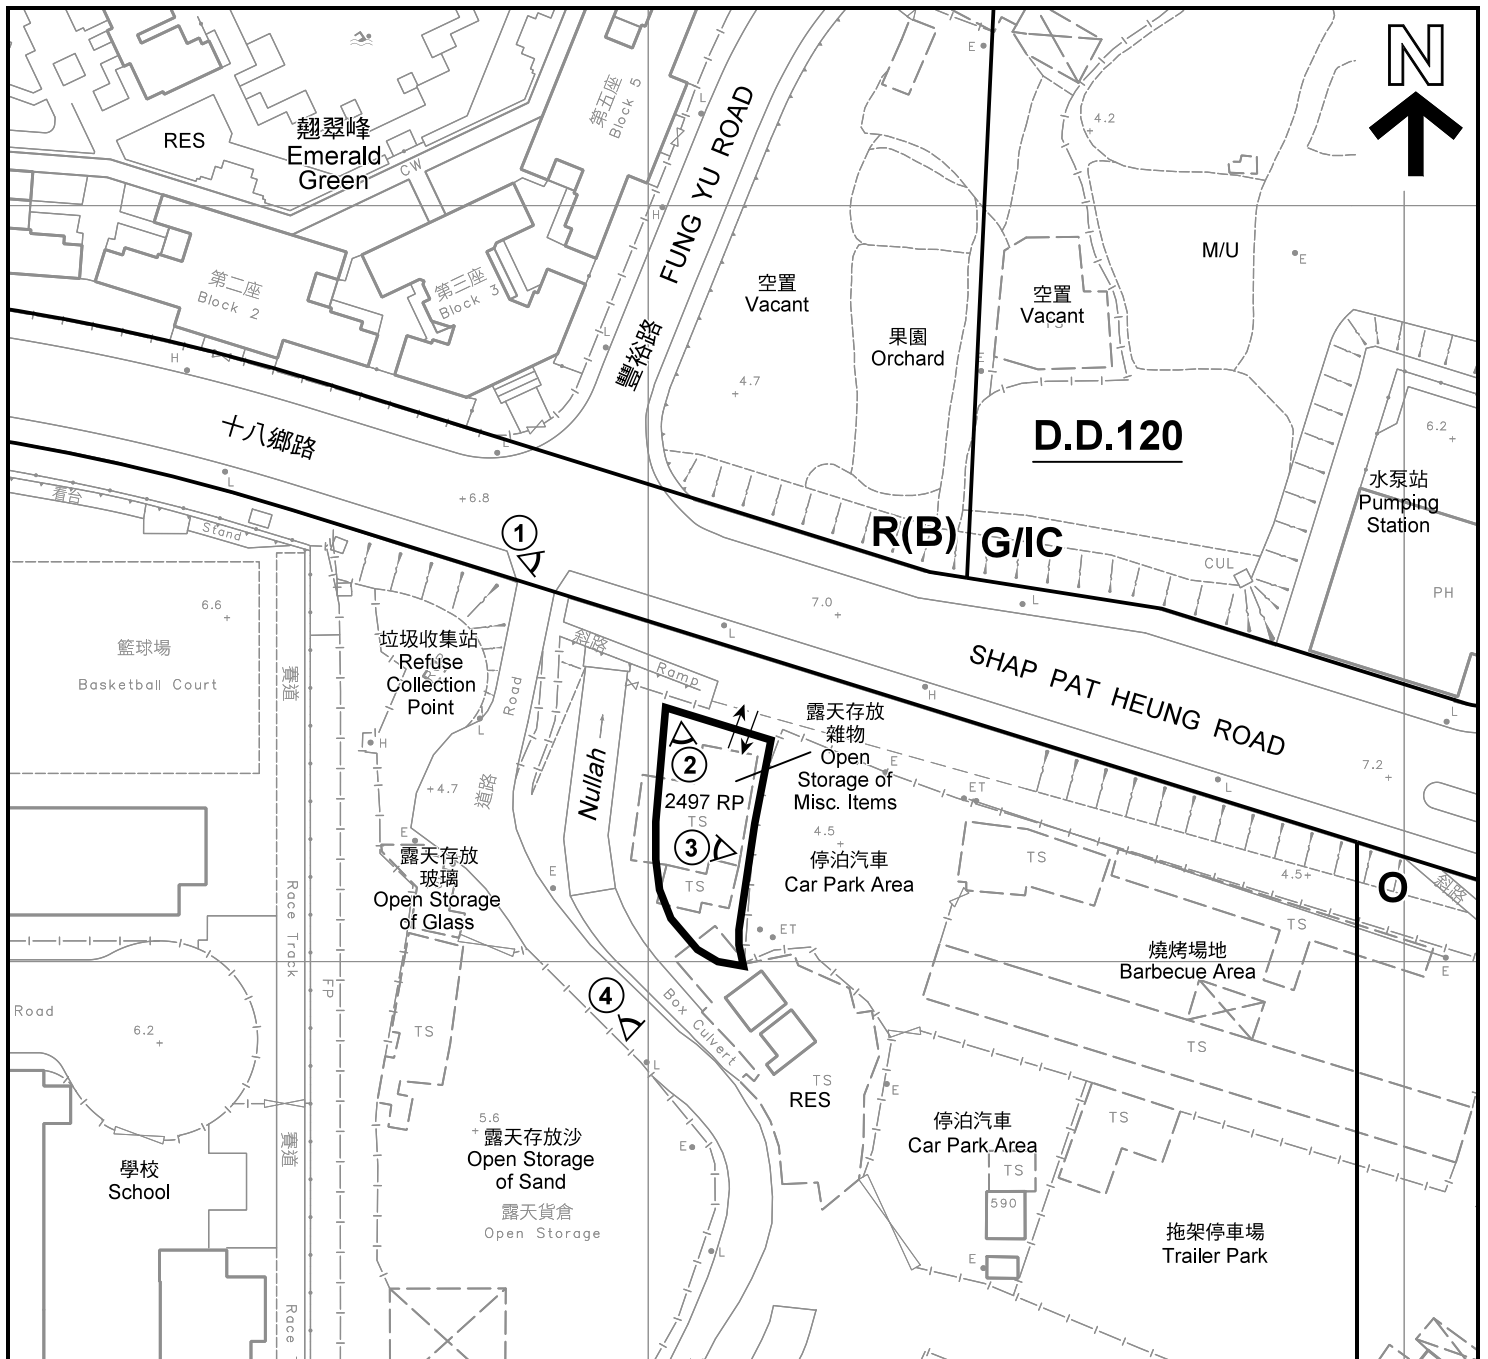 N
RES
翹翠峰
Emerald
Green
CW
第五座
Block 5
L
H
FUNG YU ROAD
豐裕路
E
4.2
M/U
E
空置
Vacant
空置
Vacant
TS
果園
Orchard
E
4.7
第二座
Block 2
第三座
Block 3
L
H
L
十八鄉路
L
看台
Stand
6.8
D.D.120
6.2
水泵站
Pumping
Station
PH
R(B)
G/IC
CUL
1
6.6
籃球場
Basketball Court
賽道
垃圾收集站
Refuse
Collection
Point
RS
H
L
Road
道路
斜路
Ramp
L
7.0
L
H
SHAP PAT HEUNG ROAD
L
7.2
L
露天存放
雜物
Open
Storage of
Misc. Items
E
ET
2
2497 RP
TS
3
TS
Nullah
4.7
E
E
4.5
停泊汽車
Car Park Area
ET
TS
4.5
L
O
斜路
露天存放
玻璃
Open Storage
of Glass
Race Track
FP
TS
燒烤場地
Barbecue Area
E
TS
4
Box Culvert
L
Road
6.2
TS
TS
RES
E
5.6
露天存放沙
Open Storage
of Sand
露天貨倉
Open Storage
E
L
停泊汽車
Car Park Area
TS
TS
590
E
賽道
學校
School
拖架停車場
Trailer Park
Race